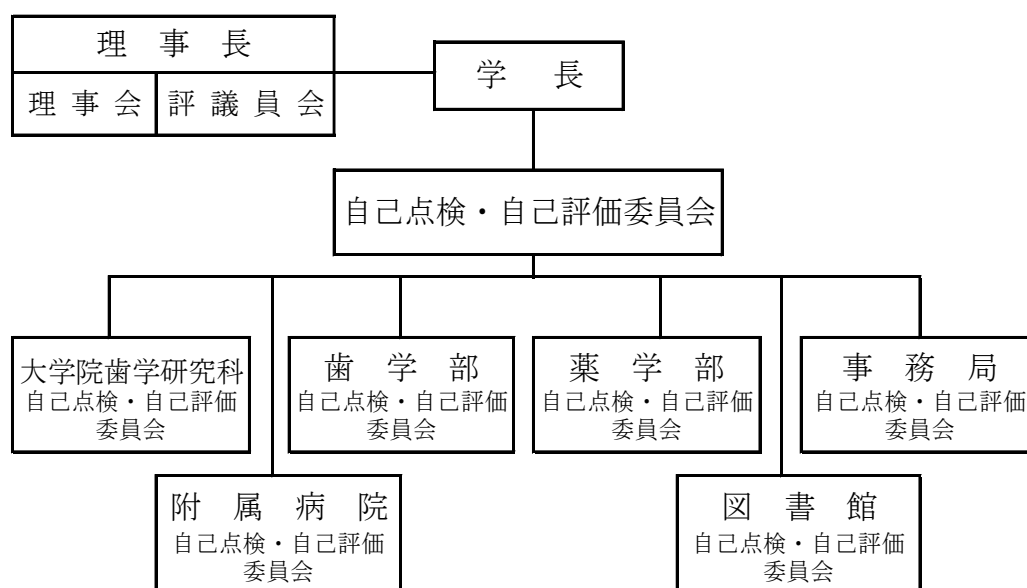 理事長
理事会 評議員会
学長
自己点検・自己評価委員会
大学院歯学研究科
自己点検・自己評価
委員会
歯学部
自己点検・自己評価
委員会
薬学部
自己点検・自己評価
委員会
事務局
自己点検・自己評価
委員会
附属病院
自己点検・自己評価
委員会
図書館
自己点検・自己評価
委員会